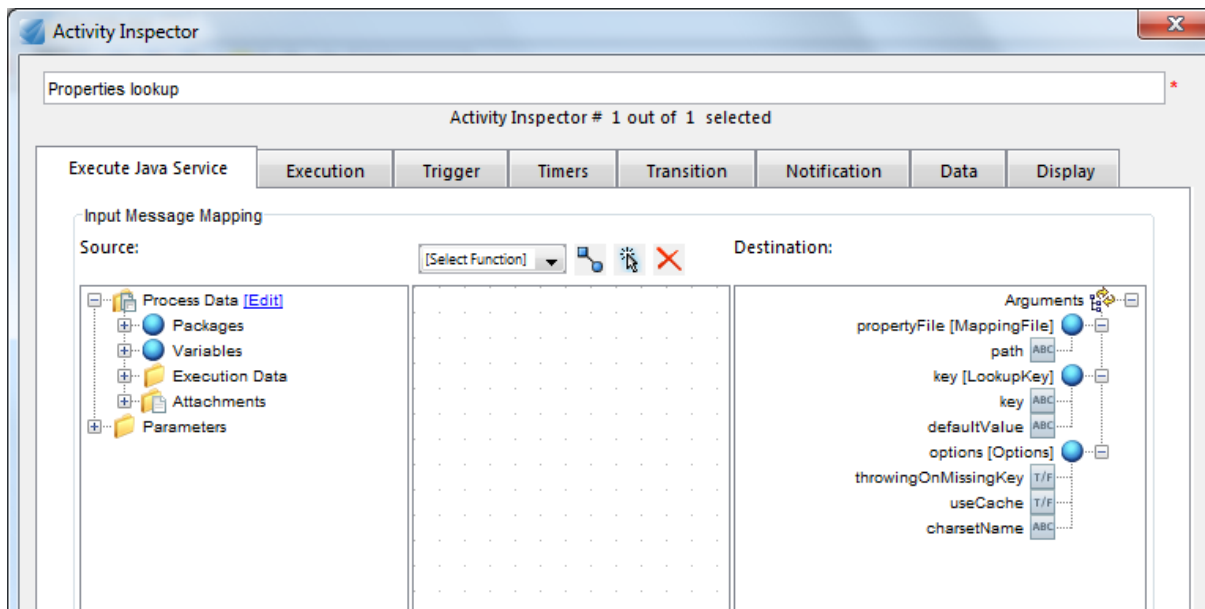 Activity Inspector
X
Properties lookup *
Activity Inspector # 1 out of 1 selected
Execute Java Service Execution Trigger Timers Transition Notification Data Display
Input Message Mapping
Source: [Select Function] Destination:
Process Data [Edit]
Packages
Variables
Execution Data
Attachments
Parameters
Arguments
propertyFile [MappingFile]
path ABC
key [LookupKey]
key ABC
defaultValue ABC
options [Options]
throwingOnMissingKey T/F
useCache T/F
charsetName ABC